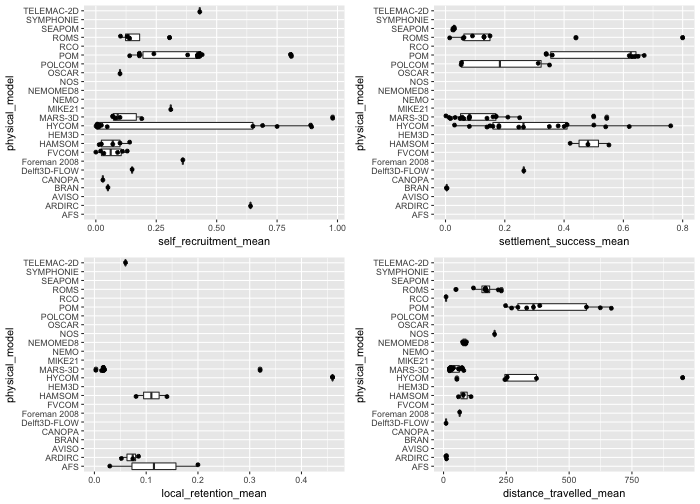 TELEMAC-2D
SYMPHONIE
SEAPOM
ROMS
RCO
POM
POLCOM
OSCAR
NOS
NEMOMED8
NEMO
MIKE21
MARS-3D
HYCOM
HEM3D
HAMSOM
FVCOM
Foreman 2008
Delft3D-FLOW
CANOPA
BRAN
AVISO
ARDIRC
AFS
physical_model
0.00 0.25 0.50 0.75 1.00
self_recruitment_mean
TELEMAC-2D
SYMPHONIE
SEAPOM
ROMS
RCO
POM
POLCOM
OSCAR
NOS
NEMOMED8
NEMO
MIKE21
MARS-3D
HYCOM
HEM3D
HAMSOM
FVCOM
Foreman 2008
Delft3D-FLOW
CANOPA
BRAN
AVISO
ARDIRC
AFS
physical_model
0.0 0.2 0.4 0.6 0.8
settlement_success_mean
TELEMAC-2D
SYMPHONIE
SEAPOM
ROMS
RCO
POM
POLCOM
OSCAR
NOS
NEMOMED8
NEMO
MIKE21
MARS-3D
HYCOM
HEM3D
HAMSOM
FVCOM
Foreman 2008
Delft3D-FLOW
CANOPA
BRAN
AVISO
ARDIRC
AFS
physical_model
0.0 0.1 0.2 0.3 0.4
local_retention_mean
TELEMAC-2D
SYMPHONIE
SEAPOM
ROMS
RCO
POM
POLCOM
OSCAR
NOS
NEMOMED8
NEMO
MIKE21
MARS-3D
HYCOM
HEM3D
HAMSOM
FVCOM
Foreman 2008
Delft3D-FLOW
CANOPA
BRAN
AVISO
ARDIRC
AFS
physical_model
0 250 500 750
distance_travelled_mean